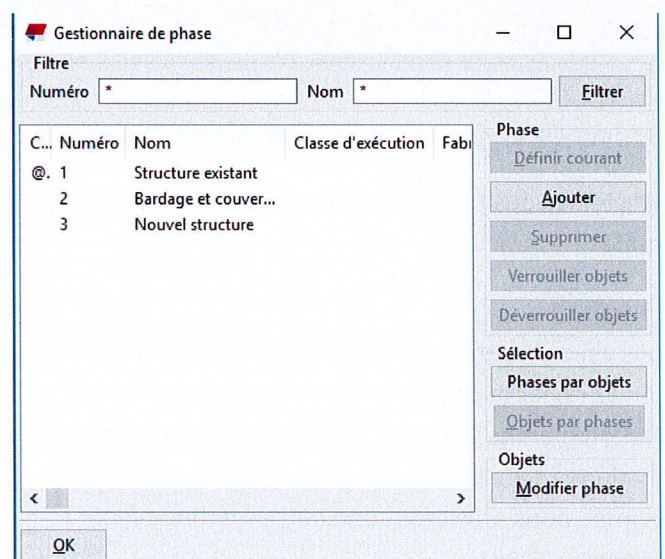 Gestionnaire de phase
Filtre
Numéro * Nom * Filtrer
C... Numéro Nom Classe d'exécution Fabr
@. 1 Structure existant
2 Bardage et couver...
3 Nouvel structure
Phase
Définir courant
Ajouter
Supprimer
Verrouiller objets
Déverrouiller objets
Sélection
Phases par objets
Objets par phases
Objets
Modifier phase
OK